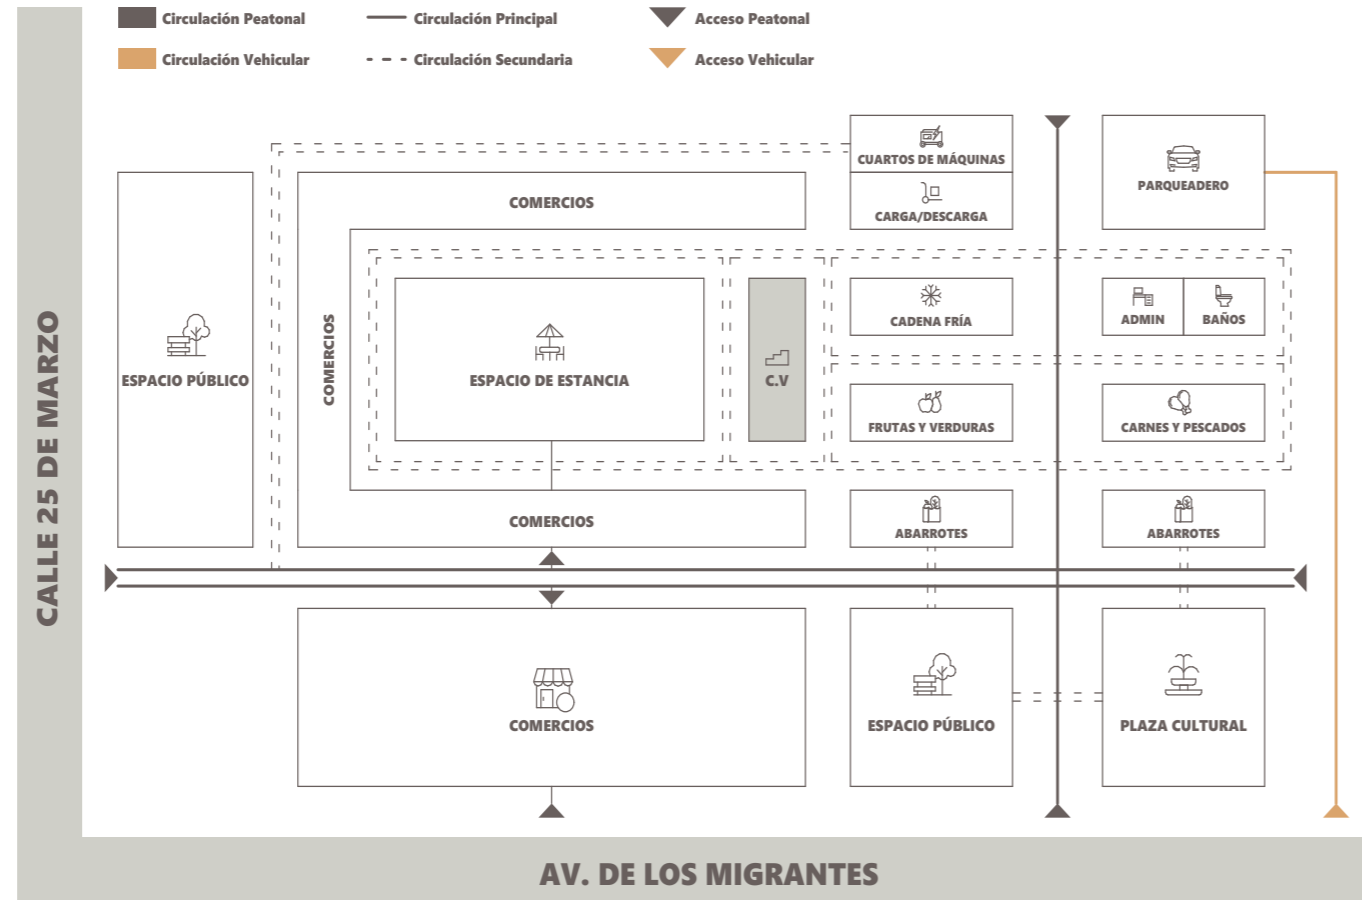 Circulación Peatonal
Circulación Principal
Acceso Peatonal
Circulación Vehicular
Circulación Secundaria
Acceso Vehicular
CUARTOS DE MÁQUINAS
PARQUEADERO
COMERCIOS
CARGA/DESCARGA
CALLE 25 DE MARZO
ESPACIO PÚBLICO
COMERCIOS
ESPACIO DE ESTANCIA
C.V
CADENA FRÍA
ADMIN
BAÑOS
FRUTAS Y VERDURAS
CARNES Y PESCADOS
COMERCIOS
ABARROTES
ABARROTES
COMERCIOS
ESPACIO PÚBLICO
PLAZA CULTURAL
AV. DE LOS MIGRANTES